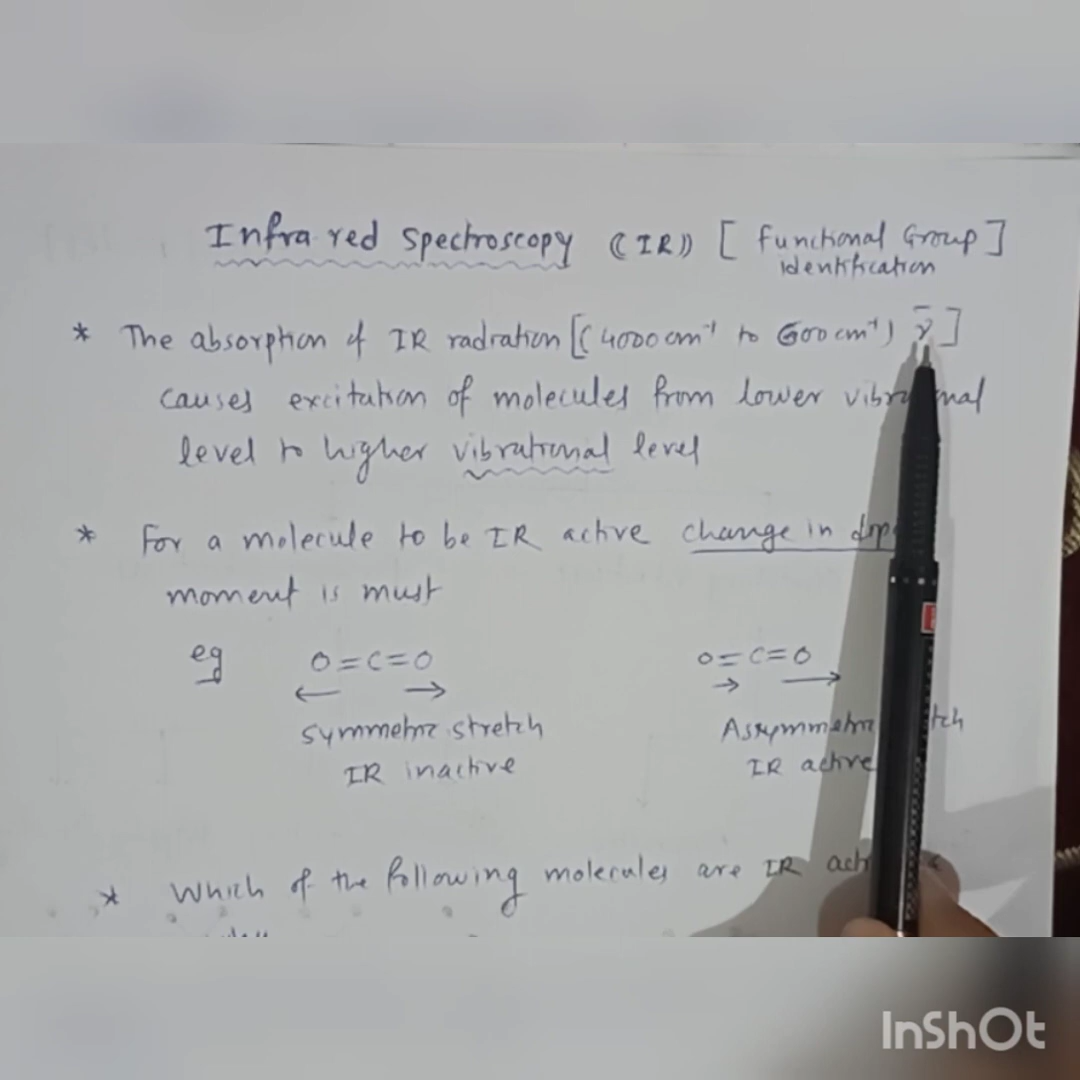 Infra red Spectroscopy (IR) [Functional Group]
identification
* The absorption of IR radiation [(4000 cm⁻¹ to 600 cm⁻¹) ν̄]
causes excitation of molecules from lower
level to higher vibrational level
* For a molecule to be IR active change in
moment is must
eg O=C=O O=C=O
← → → →
Symmetric stretch
IR inactive IR active
* Which of the following molecules are IR
InShOt